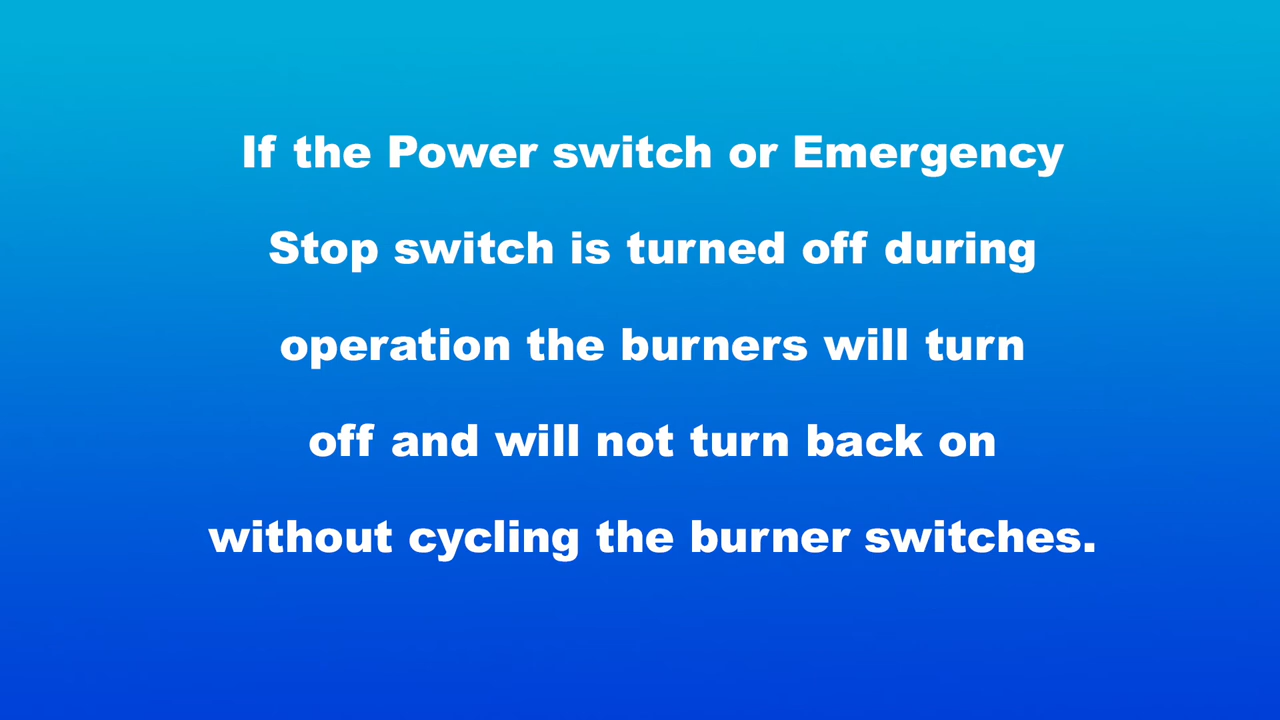 If the Power switch or Emergency
Stop switch is turned off during
operation the burners will turn
off and will not turn back on
without cycling the burner switches.